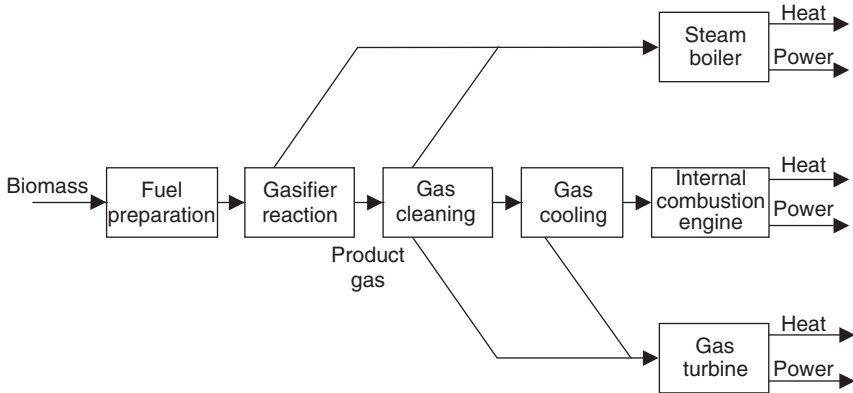 Heat
Steam
boiler
Power
Biomass
Fuel
preparation
Gasifier
reaction
Product
gas
Gas
cleaning
Gas
cooling
Internal
combustion
engine
Heat
Power
Gas
turbine
Heat
Power